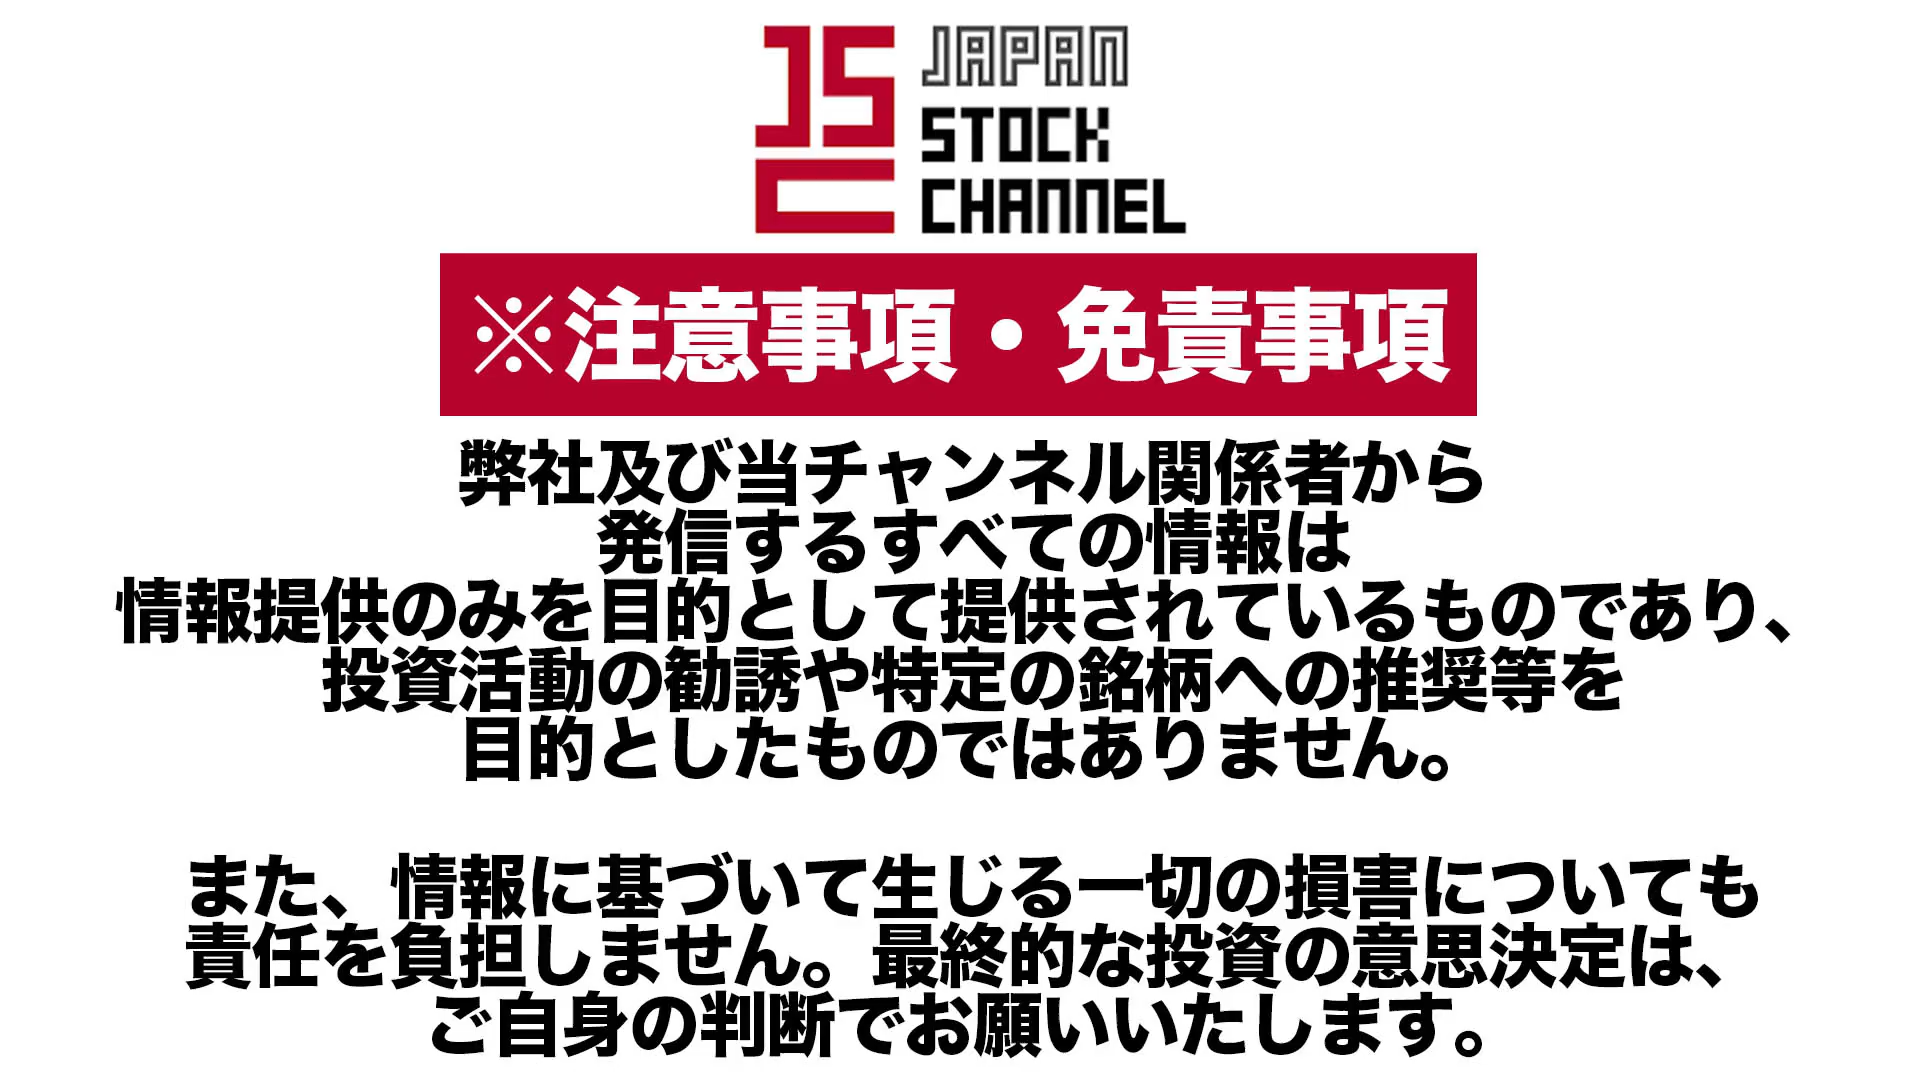 JSC
JAPAN
STOCK
CHANNEL
※注意事項・免責事項
弊社及び当チャンネル関係者から
発信するすべての情報は
情報提供のみを目的として提供されているものであり、
投資活動の勧誘や特定の銘柄への推奨等を
目的としたものではありません。
また、情報に基づいて生じる一切の損害についても
責任を負担しません。最終的な投資の意思決定は、
ご自身の判断でお願いいたします。